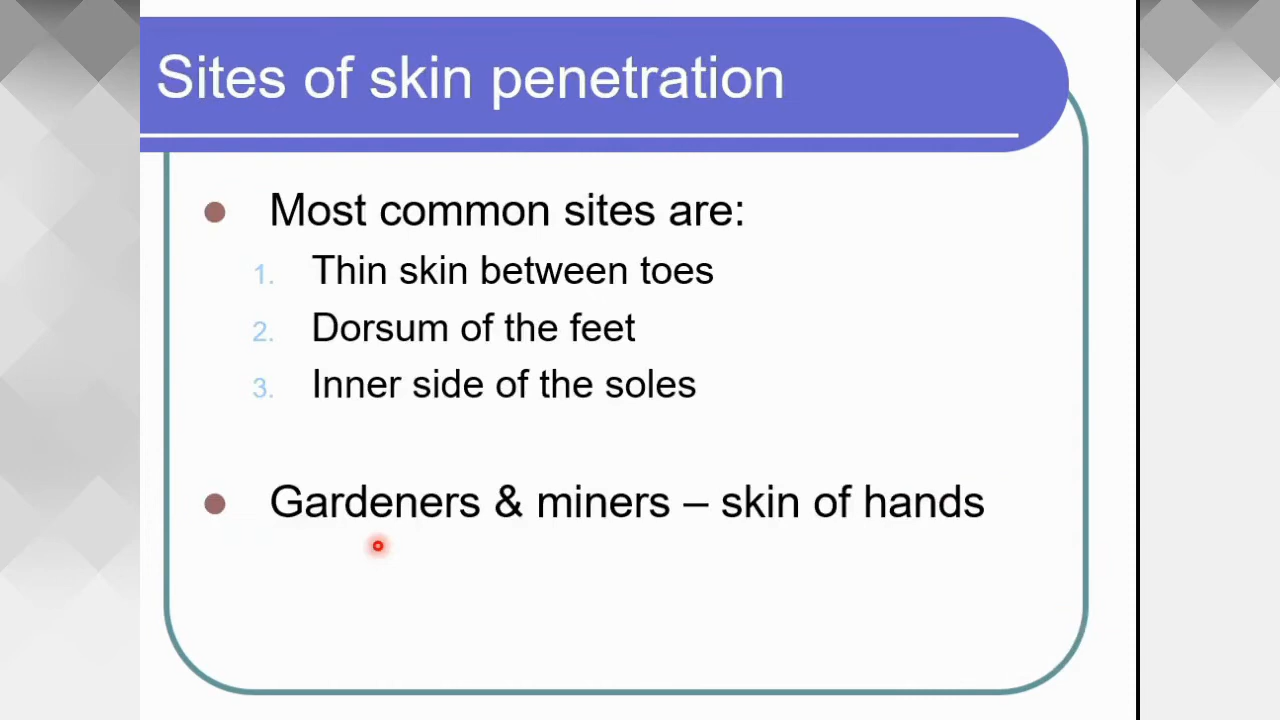 Sites of skin penetration
Most common sites are:
1. Thin skin between toes
2. Dorsum of the feet
3. Inner side of the soles
Gardeners & miners – skin of hands